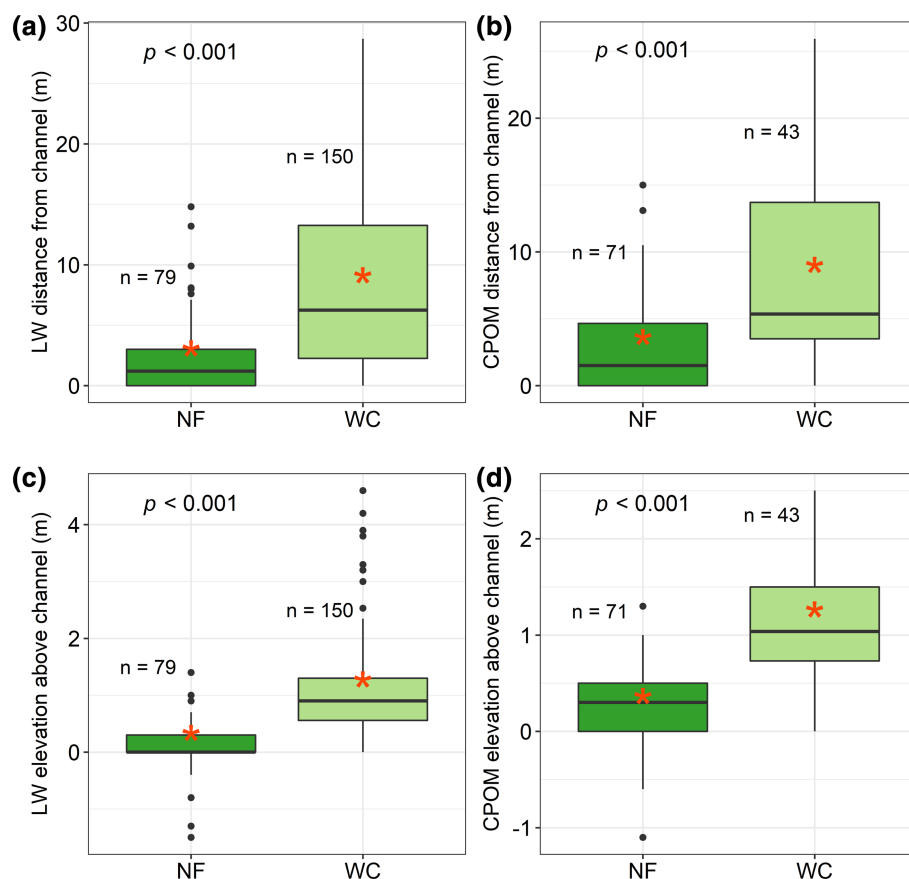 (a)
LW distance from channel (m)
30
20
10
0
p < 0.001
n = 79
n = 150
NF WC
(b)
CPOM distance from channel (m)
20
10
0
p < 0.001
n = 71
n = 43
NF WC
(c)
LW elevation above channel (m)
4
2
0
p < 0.001
n = 79
n = 150
NF WC
(d)
CPOM elevation above channel (m)
2
1
0
-1
p < 0.001
n = 71
n = 43
NF WC